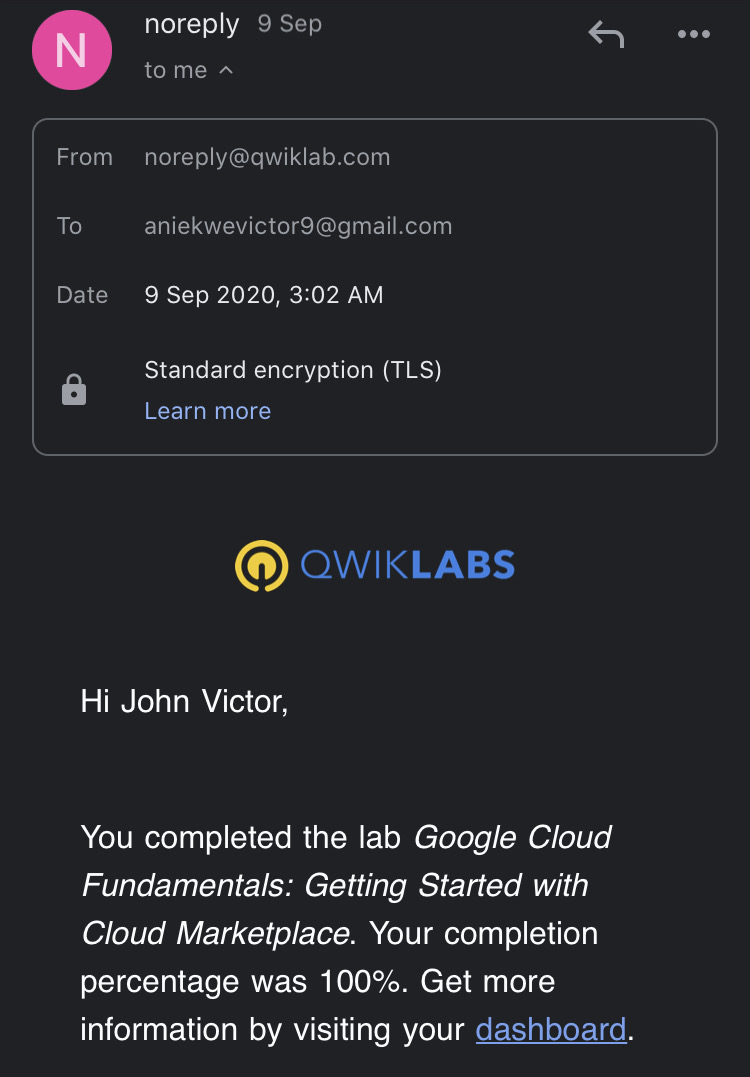 N
noreply 9 Sep
to me
From noreply@qwiklab.com
To aniekwevictor9@gmail.com
Date 9 Sep 2020, 3:02 AM
Standard encryption (TLS)
Learn more
QWIKLABS
Hi John Victor,
You completed the lab Google Cloud
Fundamentals: Getting Started with
Cloud Marketplace. Your completion
percentage was 100%. Get more
information by visiting your dashboard.